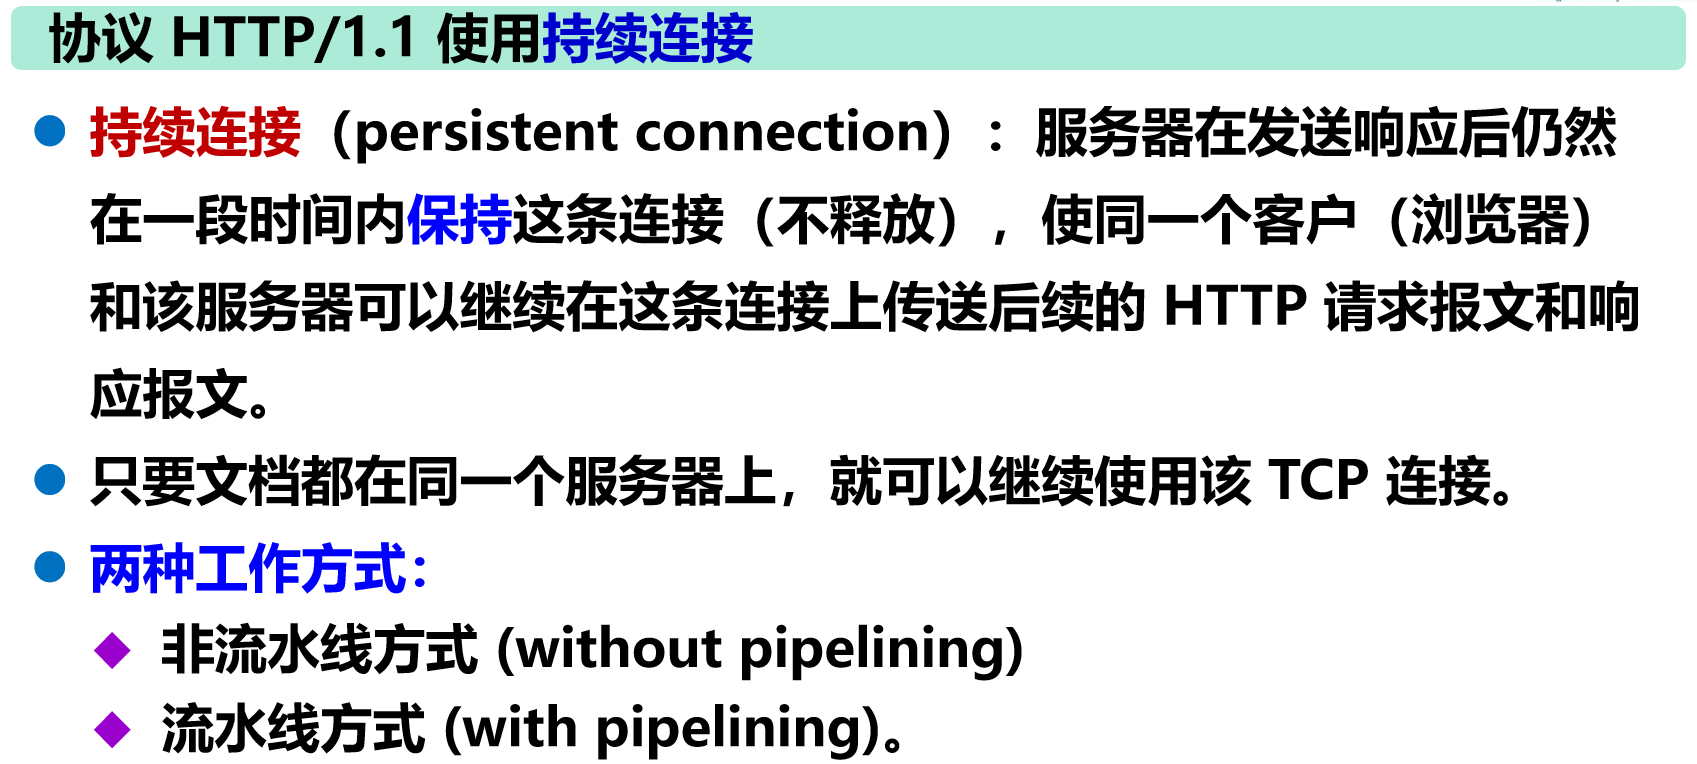 协议 HTTP/1.1 使用持续连接
持续连接（persistent connection）：服务器在发送响应后仍然
在一段时间内保持这条连接（不释放），使同一个客户（浏览器）
和该服务器可以继续在这条连接上传送后续的 HTTP 请求报文和响
应报文。
只要文档都在同一个服务器上，就可以继续使用该 TCP 连接。
两种工作方式：
非流水线方式 (without pipelining)
流水线方式 (with pipelining)。